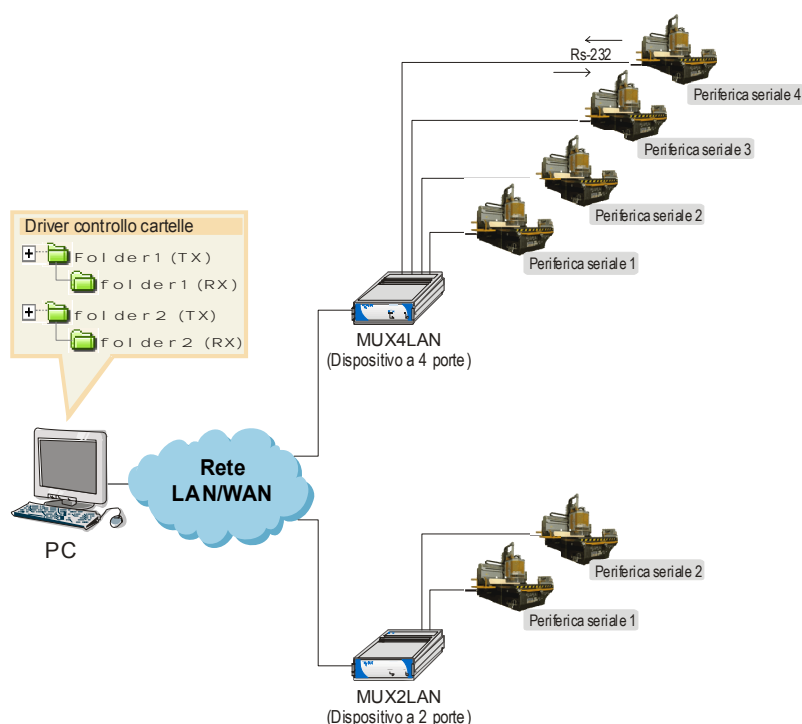 Rs-232
Periferica seriale 4
Periferica seriale 3
Periferica seriale 2
Periferica seriale 1
Driver controllo cartelle
Folder1 (TX)
folder1 (RX)
folder2 (TX)
folder2 (RX)
MUX4LAN
(Dispositivo a 4 porte)
Rete
LAN/WAN
PC
Periferica seriale 2
Periferica seriale 1
MUX2LAN
(Dispositivo a 2 porte)